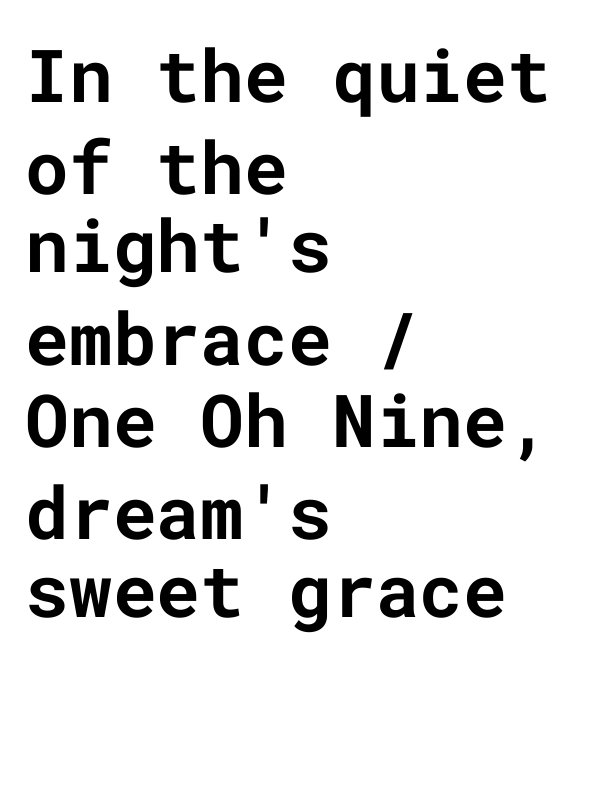 In the quiet
of the
night's
embrace /
One Oh Nine,
dream's
sweet grace